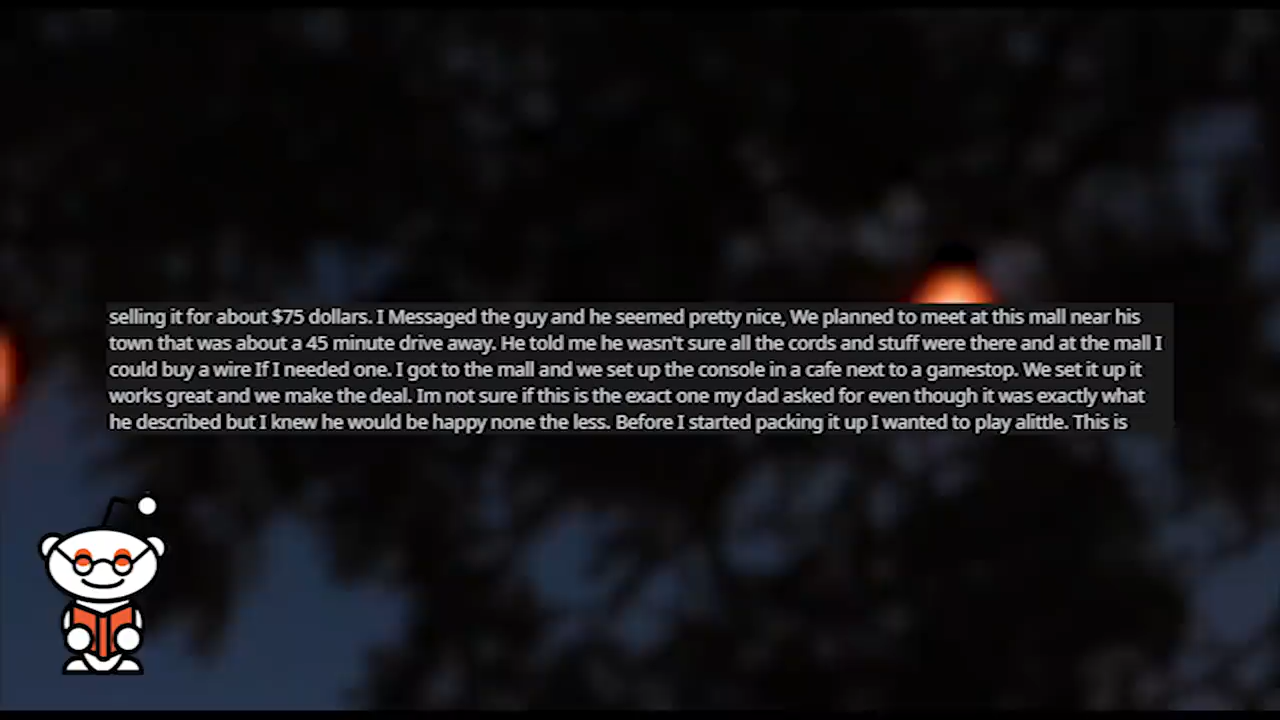 selling it for about $75 dollars. I Messaged the guy and he seemed pretty nice, We planned to meet at this mall near his
town that was about a 45 minute drive away. He told me he wasn't sure all the cords and stuff were there and at the mall I
could buy a wire If I needed one. I got to the mall and we set up the console in a cafe next to a gamestop. We set it up it
works great and we make the deal. Im not sure if this is the exact one my dad asked for even though it was exactly what
he described but I knew he would be happy none the less. Before I started packing it up I wanted to play alittle. This is